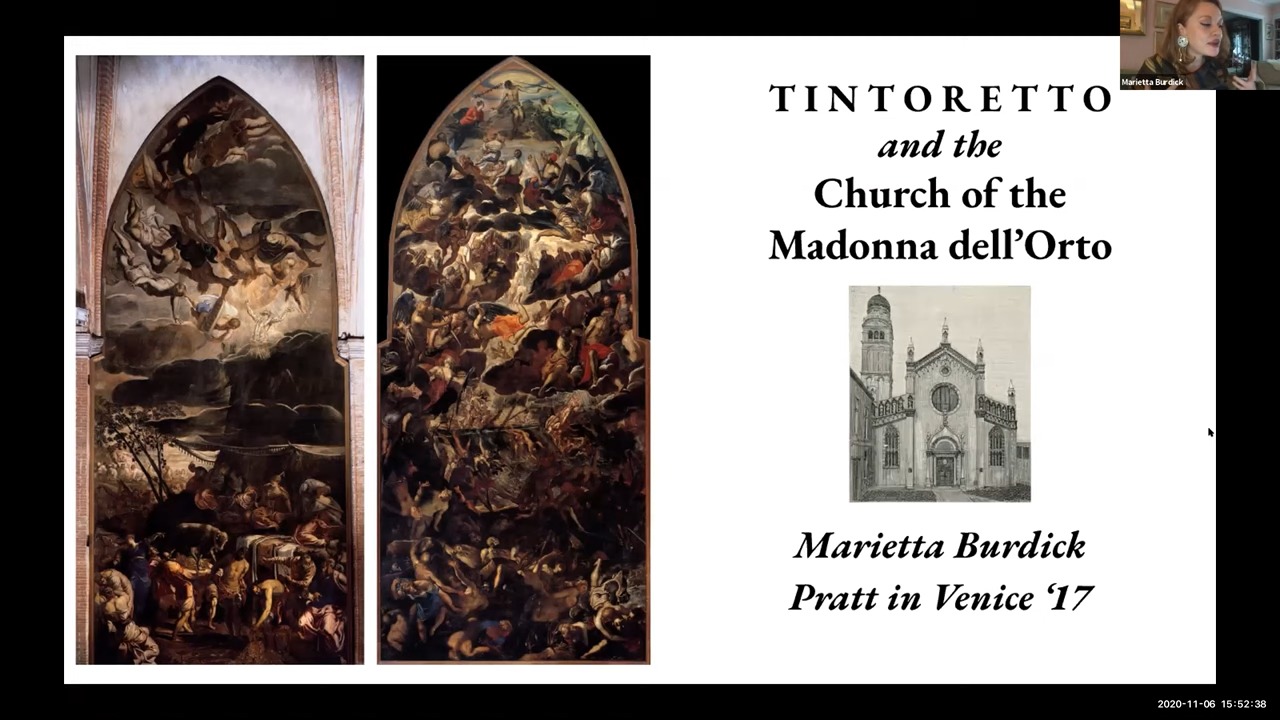 Marietta Burdick
TINTORETTO
and the
Church of the
Madonna dell’Orto
Marietta Burdick
Pratt in Venice ‘17
2020-11-06 15:52:38